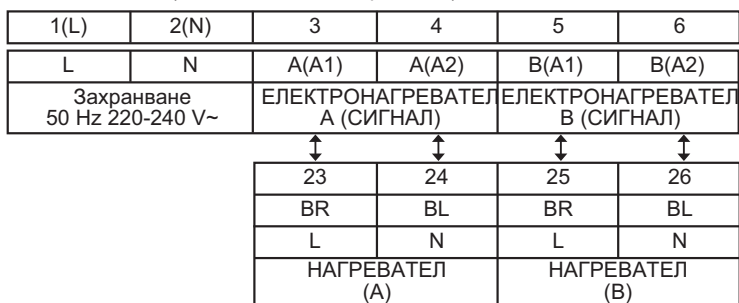 1(L) 2(N) 3 4 5 6
L N A(A1) A(A2) B(A1) B(A2)
Захранване ЕЛЕКТРОНАГРЕВАТЕЛ ЕЛЕКТРОНАГРЕВАТЕЛ
50 Hz 220-240 V~ A (СИГНАЛ) B (СИГНАЛ)
23 24 25 26
BR BL BR BL
L N L N
НАГРЕВАТЕЛ НАГРЕВАТЕЛ
(A) (B)